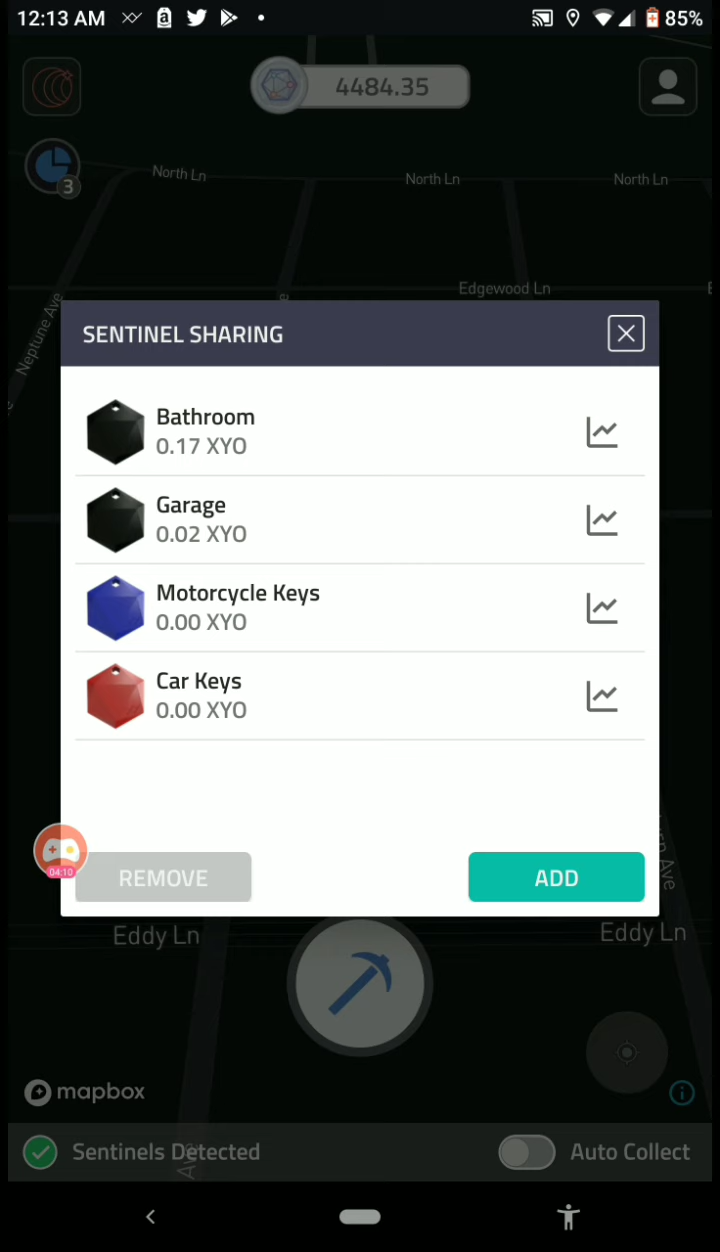 12:13 AM
85%
4484.35
3
North Ln
North Ln
North Ln
Edgewood Ln
Neptune Ave
SENTINEL SHARING
Bathroom
0.17 XYO
Garage
0.02 XYO
Motorcycle Keys
0.00 XYO
Car Keys
0.00 XYO
04:10
REMOVE
ADD
Ave
Eddy Ln
Eddy Ln
mapbox
Sentinels Detected
Auto Collect
Ave